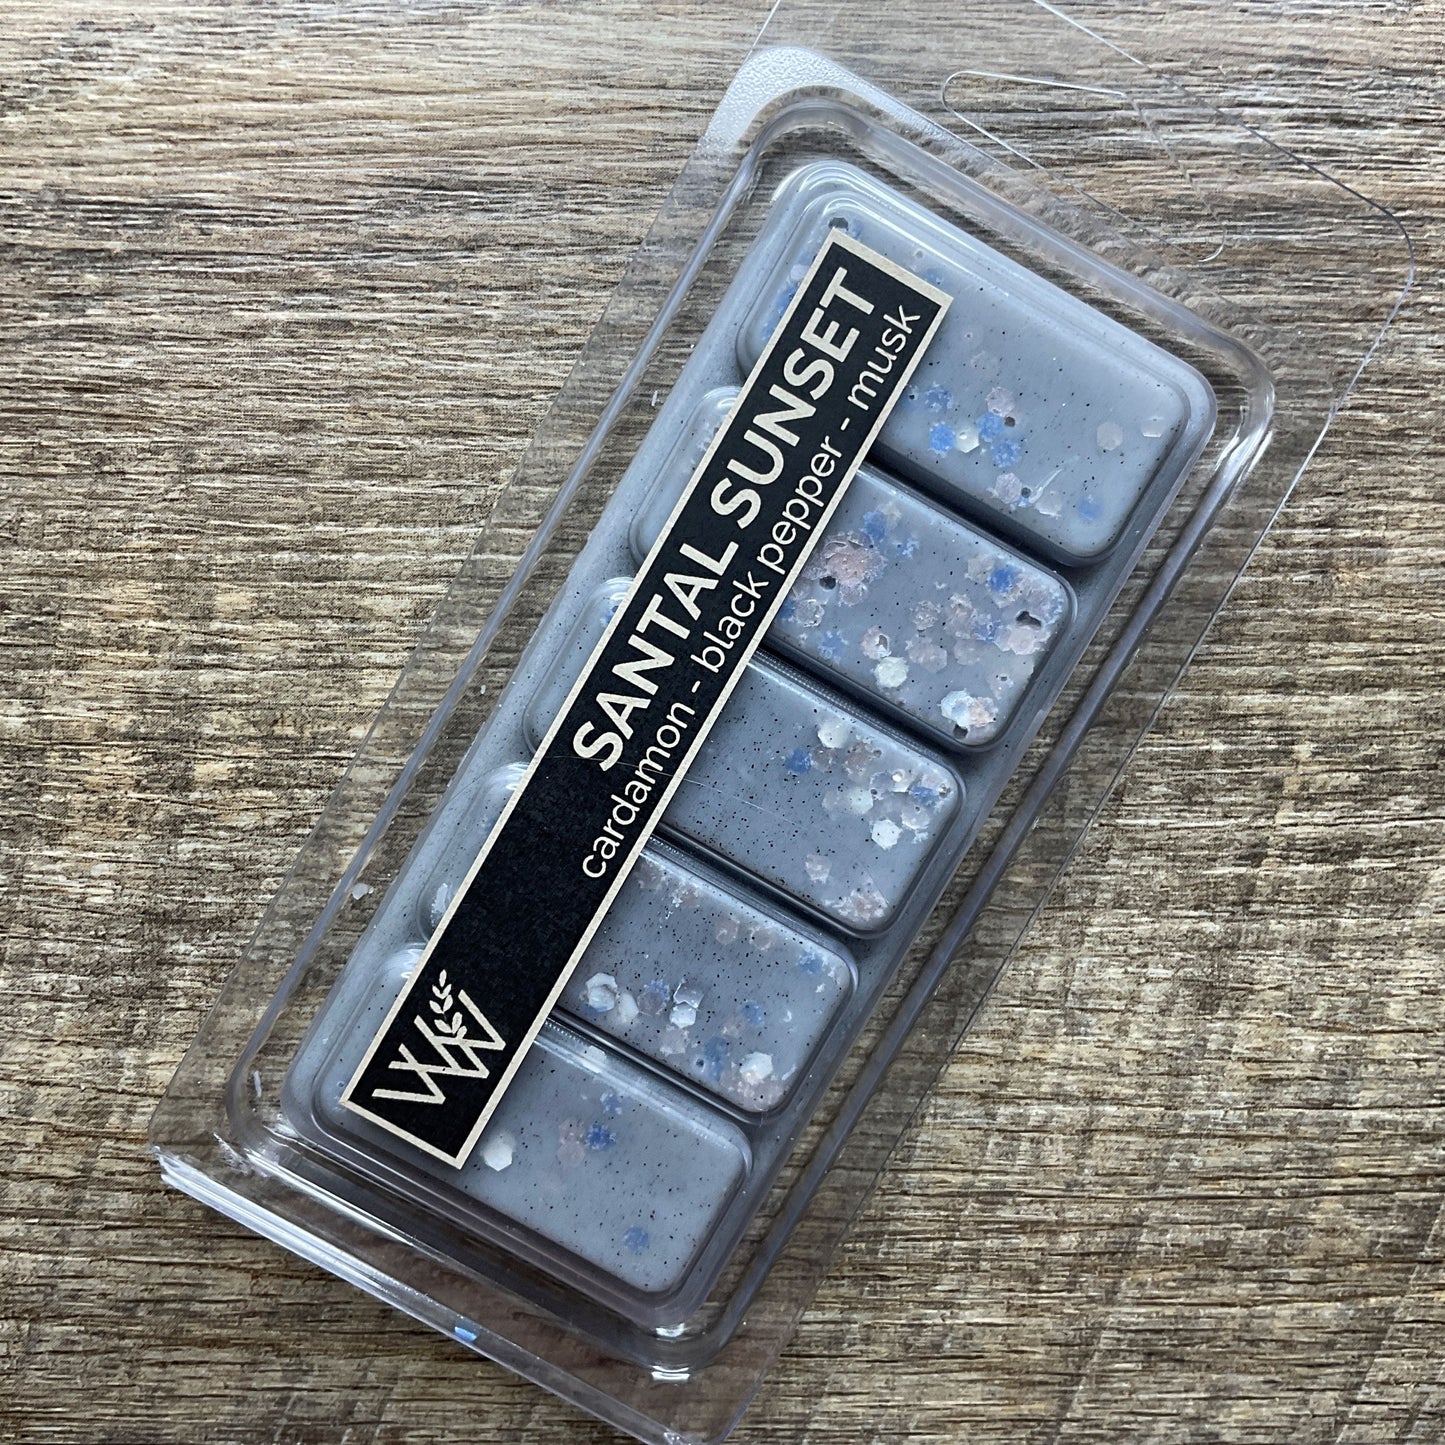 SANTAL SUNSET
cardamon - black pepper - musk
W